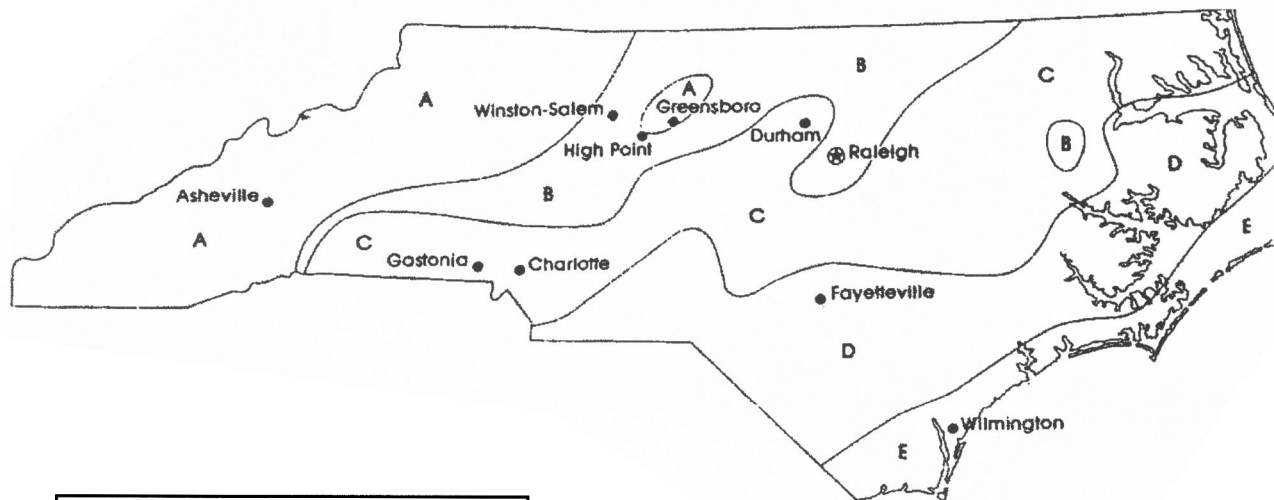 B
C
A
A
Winston-Salem
Greensboro
Durham
High Point
Raleigh
B
D
Asheville
B
C
E
A
C
Gastonia
Charlotte
Fayetteville
D
Wilmington
E